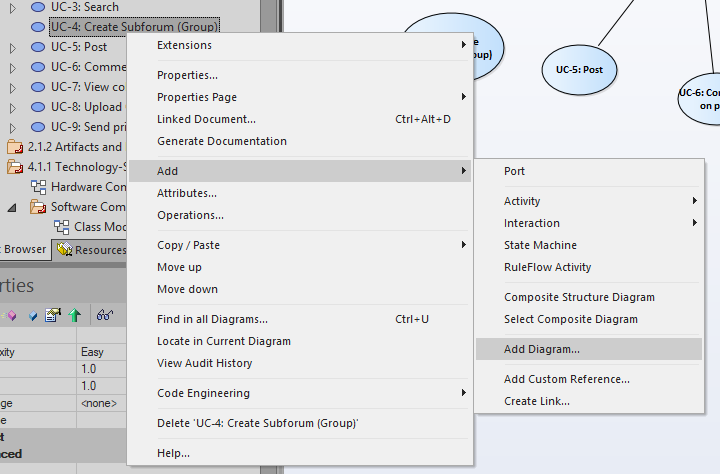 UC-3: Search
UC-4: Create Subforum (Group)
UC-5: Post
UC-6: Comme
UC-7: View co
UC-8: Upload
UC-9: Send pri
2.1.2 Artifacts and
4.1.1 Technology-S
Hardware Com
Software Com
Class Moc
t Browser
Resources
rties
xity
Easy
1.0
1.0
ge
<none>
e
ct
nced
Extensions
Properties...
Properties Page
Linked Document...
Ctrl+Alt+D
Generate Documentation
Add
Attributes...
Operations...
Copy / Paste
Move up
Move down
Find in all Diagrams...
Ctrl+U
Locate in Current Diagram
View Audit History
Code Engineering
Delete 'UC-4: Create Subforum (Group)'
Help...
Port
Activity
Interaction
State Machine
RuleFlow Activity
Composite Structure Diagram
Select Composite Diagram
Add Diagram...
Add Custom Reference...
Create Link...
e
oup)
UC-5: Post
UC-6: Con
on p